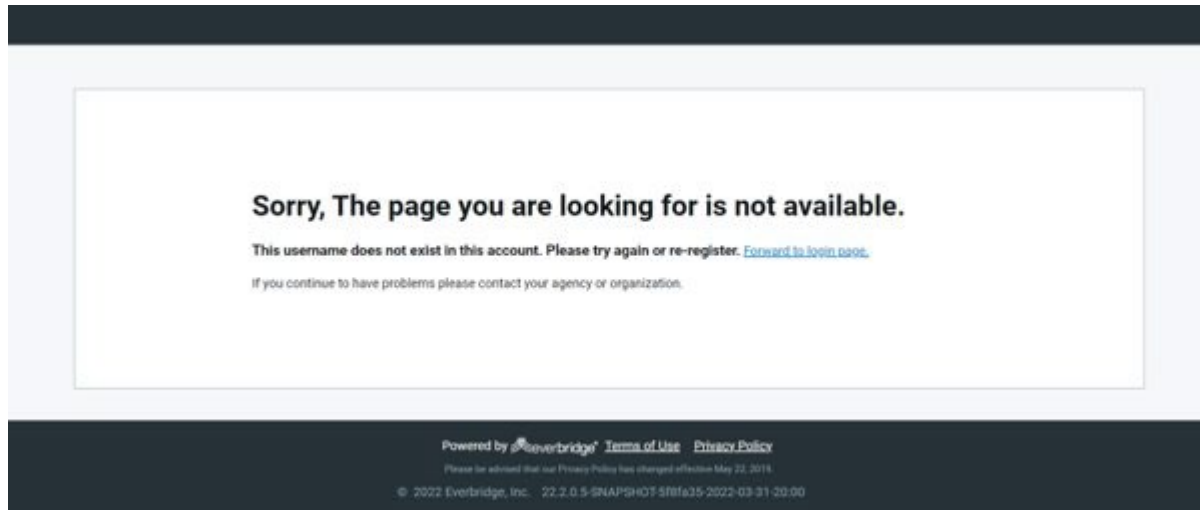 Sorry, The page you are looking for is not available.
This username does not exist in this account. Please try again or re-register. Forward to login page.
If you continue to have problems please contact your agency or organization.
Powered by everbridge Terms of Use Privacy Policy
Please be advised that our Privacy Policy has changed effective May 22, 2019.
© 2022 Everbridge, Inc. 22.2.0.5-SNAPSHOT-5f8fa35-2022-03-31-20:00